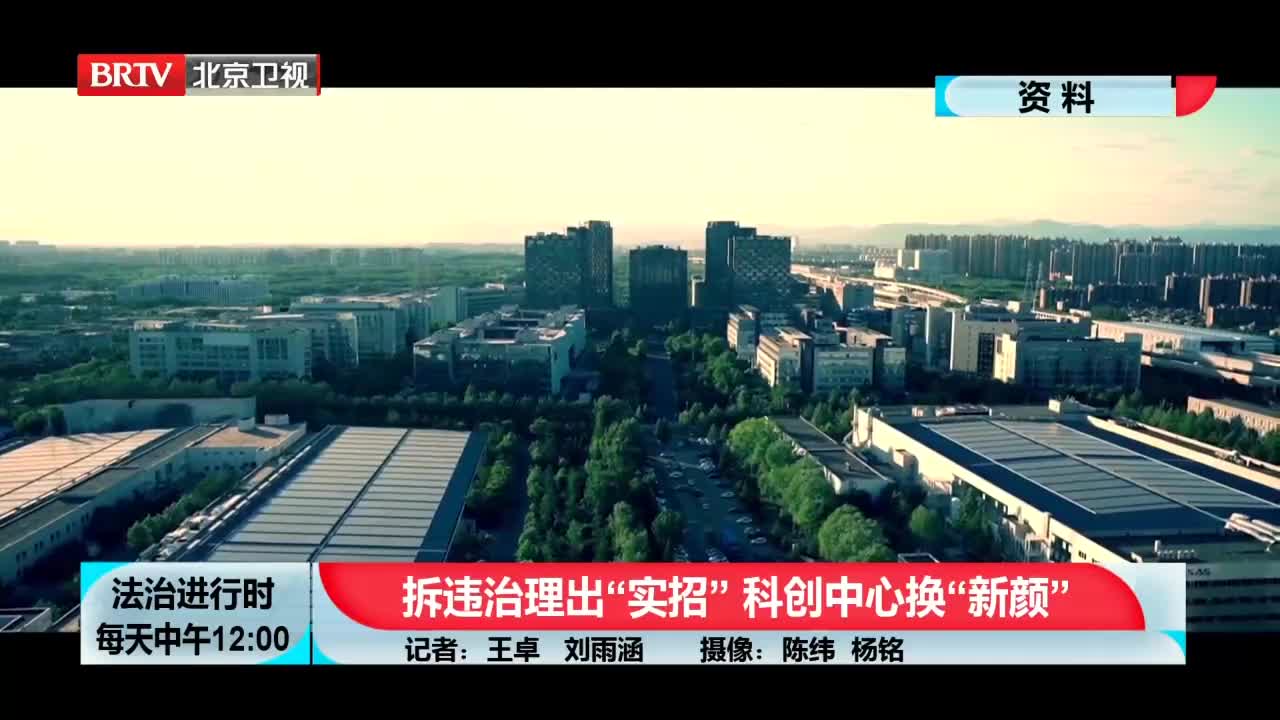 BRTV 北京卫视
资料
法治进行时
每天中午12:00
拆违治理出“实招” 科创中心换“新颜”
记者：王卓 刘雨涵 摄像：陈纬 杨铭